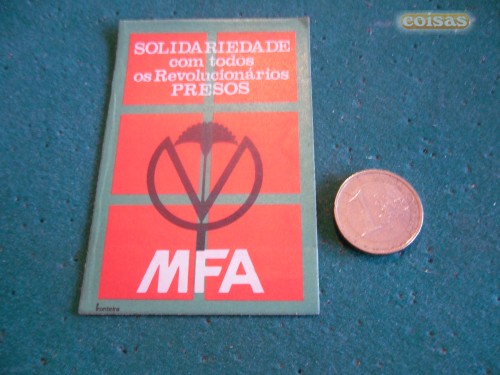 coisas
SOLIDARIEDADE
com todos
os Revolucionários
PRESOS
MFA